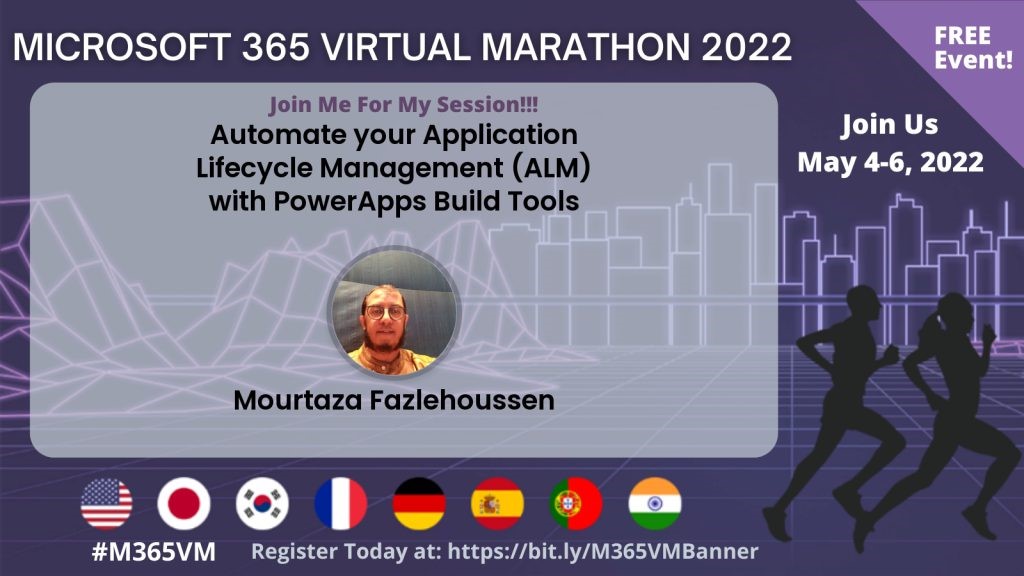 MICROSOFT 365 VIRTUAL MARATHON 2022
FREE
Event!
Join Me For My Session!!!
Automate your Application
Lifecycle Management (ALM)
with PowerApps Build Tools
Join Us
May 4-6, 2022
Mourtaza Fazlehoussen
#M365VM
Register Today at: https://bit.ly/M365VMBanner